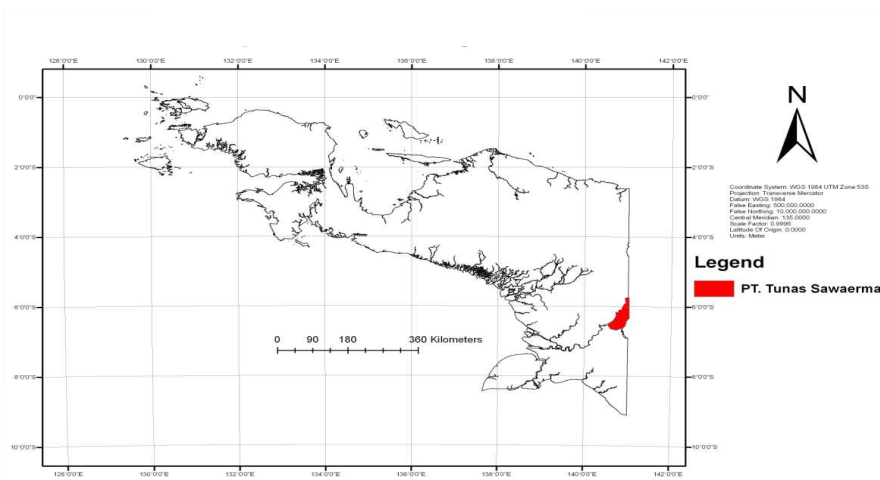 128°0'0"E 130°0'0"E 132°0'0"E 134°0'0"E 136°0'0"E 138°0'0"E 140°0'0"E 142°0'0"E
0°0'0" 0°0'0"
2°0'0"S 2°0'0"S
4°0'0"S 4°0'0"S
6°0'0"S 6°0'0"S
8°0'0"S 8°0'0"S
10°0'0"S 10°0'0"S
128°0'0"E 130°0'0"E 132°0'0"E 134°0'0"E 136°0'0"E 138°0'0"E 140°0'0"E 142°0'0"E
0 90 180 360 Kilometers
N
Coordinate System: WGS 1984 UTM Zone 53S
Projection: Transverse Mercator
Datum: WGS 1984
False Easting: 500,000.0000
False Northing: 10,000,000.0000
Central Meridian: 135.0000
Scale Factor: 0.9996
Latitude Of Origin: 0.0000
Units: Meter
Legend
PT. Tunas Sawaerma